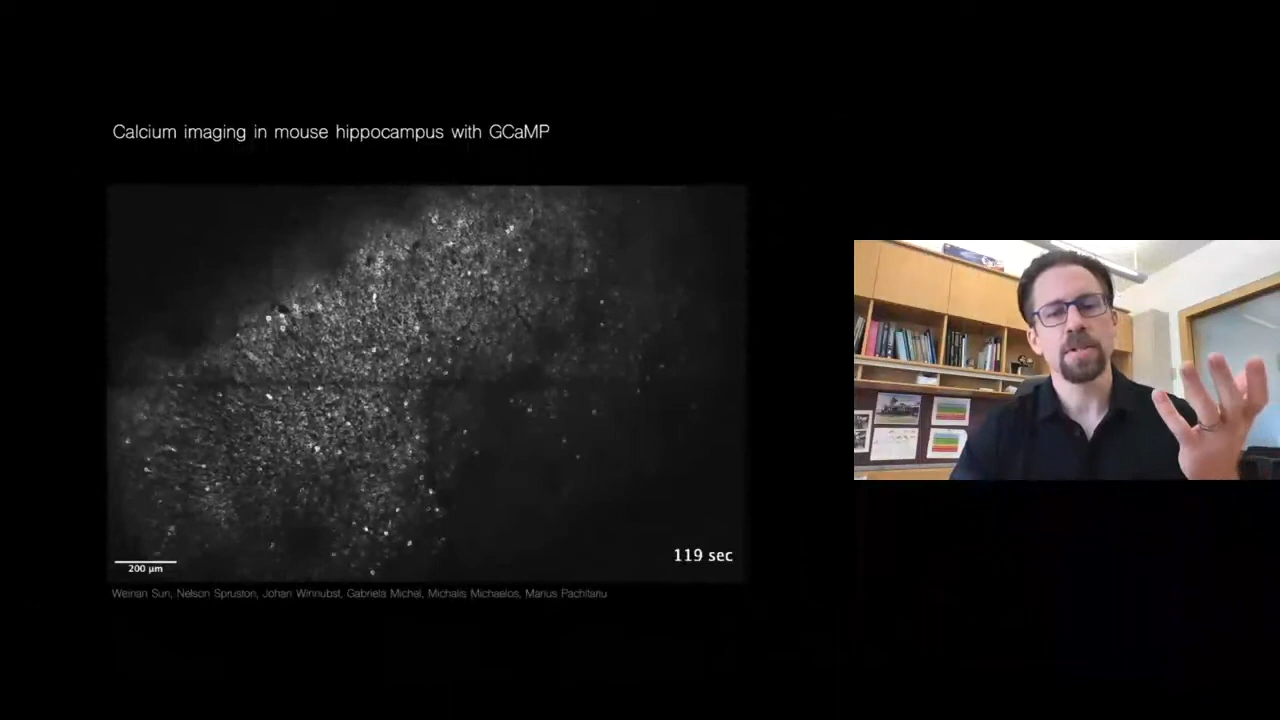 Calcium imaging in mouse hippocampus with GCaMP
119 sec
200 µm
Weinan Sun, Nelson Spruston, Johan Winnubst, Gabriela Michel, Michalis Michaelos, Marius Pachitariu